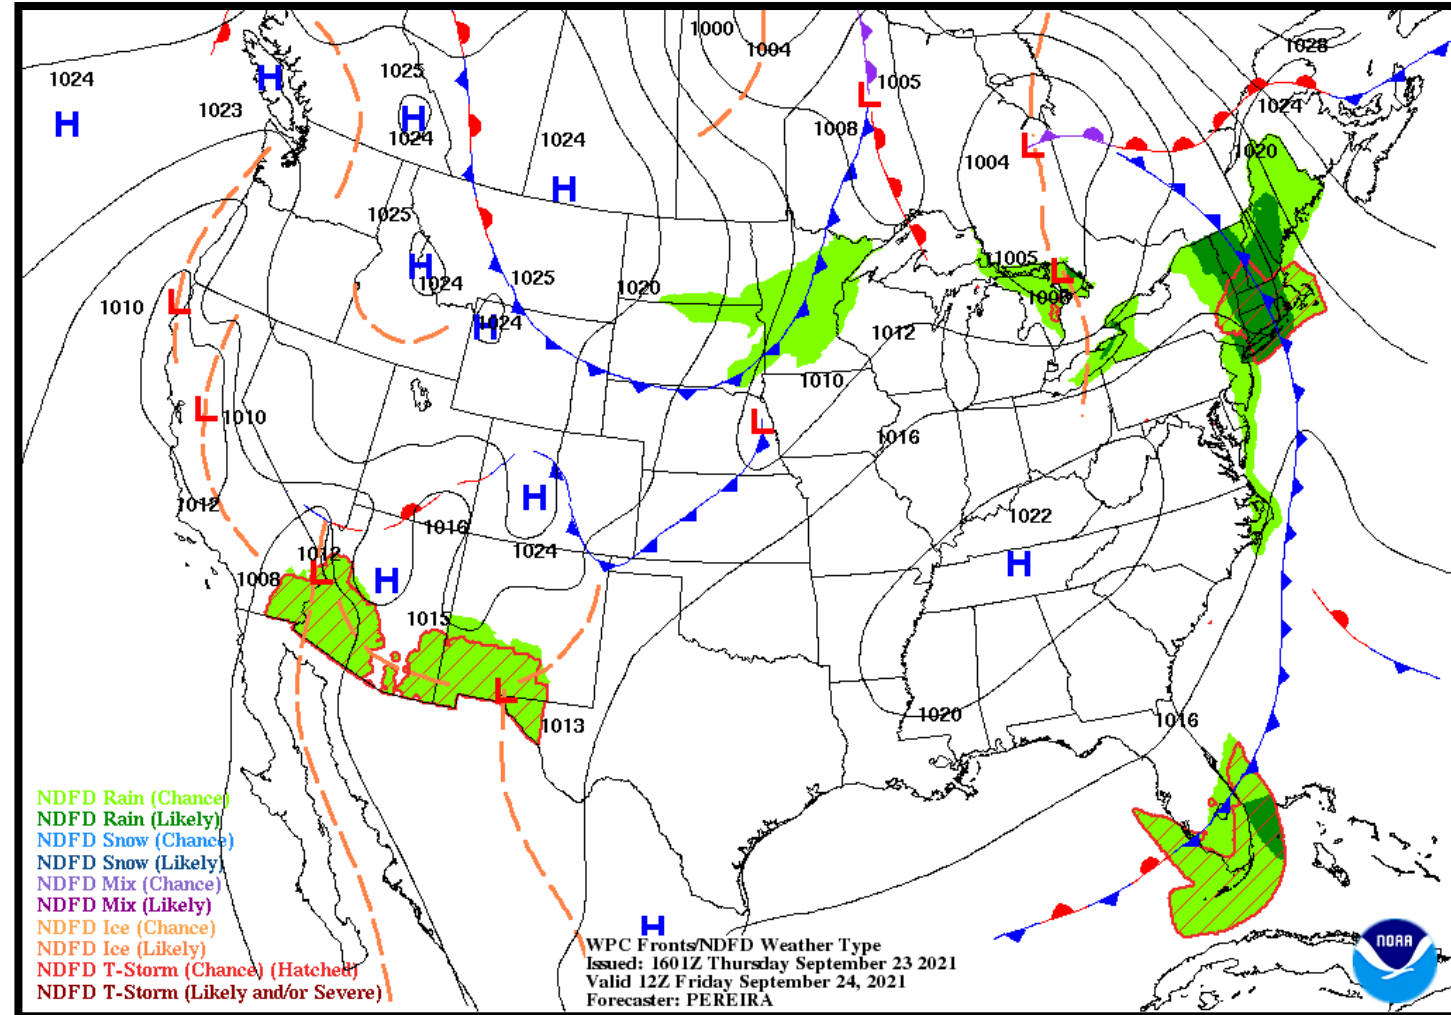 1000
1028
1004
1025
1024
1005
1023
1024
1024
1008
1024
1004
1020
1025
1005
1024
1025
1020
1006
1010
1024
1012
1010
1010
1016
1012
1016
1022
1012
1024
1008
1015
1020
1016
1013
H
H
H
H
H
H
H
H
H
H
L
L
L
L
L
L
L
L
NDFD Rain (Chance)
NDFD Rain (Likely)
NDFD Snow (Chance)
NDFD Snow (Likely)
NDFD Mix (Chance)
NDFD Mix (Likely)
NDFD Ice (Chance)
NDFD Ice (Likely)
NDFD T-Storm (Chance) (Hatched)
NDFD T-Storm (Likely and/or Severe)
WPC Fronts/NDFD Weather Type
Issued: 1601Z Thursday September 23 2021
Valid 12Z Friday September 24, 2021
Forecaster: PEREIRA
NOAA